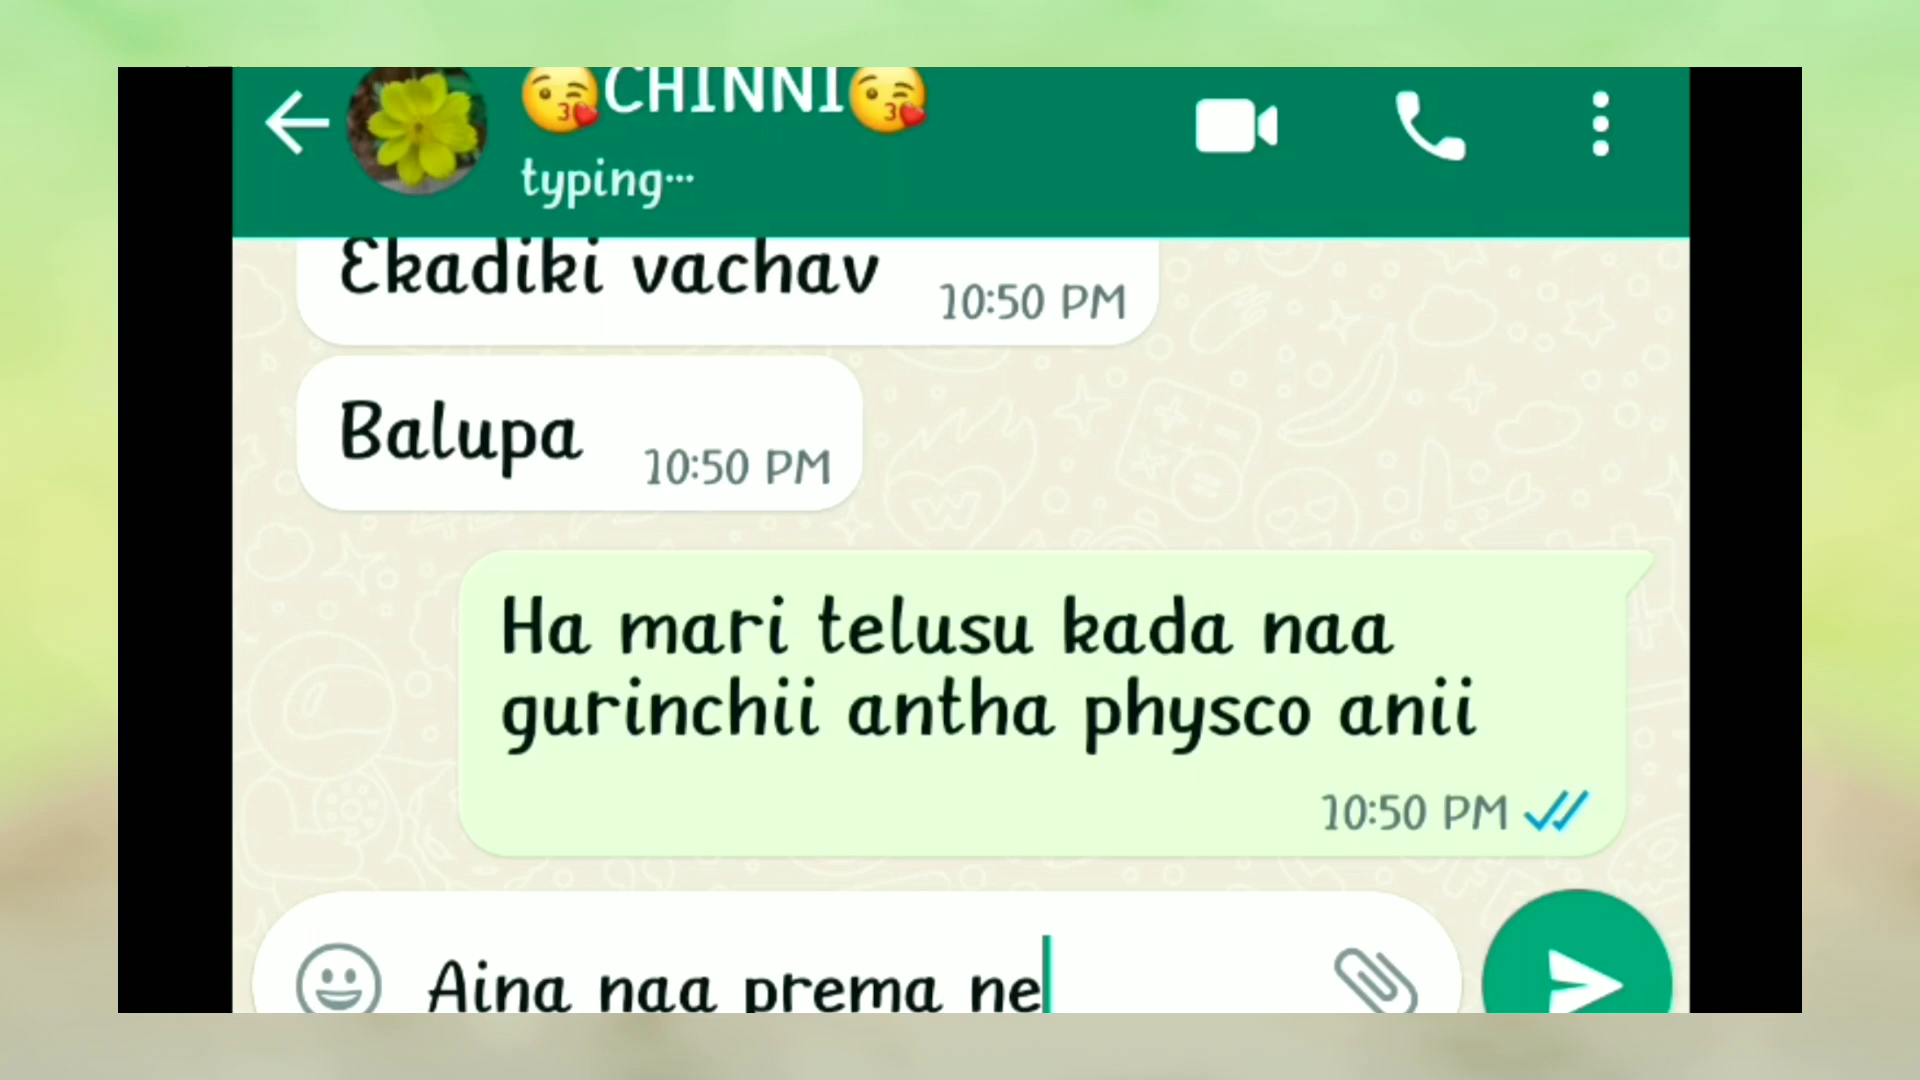 😘CHINNI😘
typing...
Ekadiki vachav
10:50 PM
Balupa
10:50 PM
Ha mari telusu kada naa
gurinchii antha physco anii
10:50 PM
Aina naa prema ne